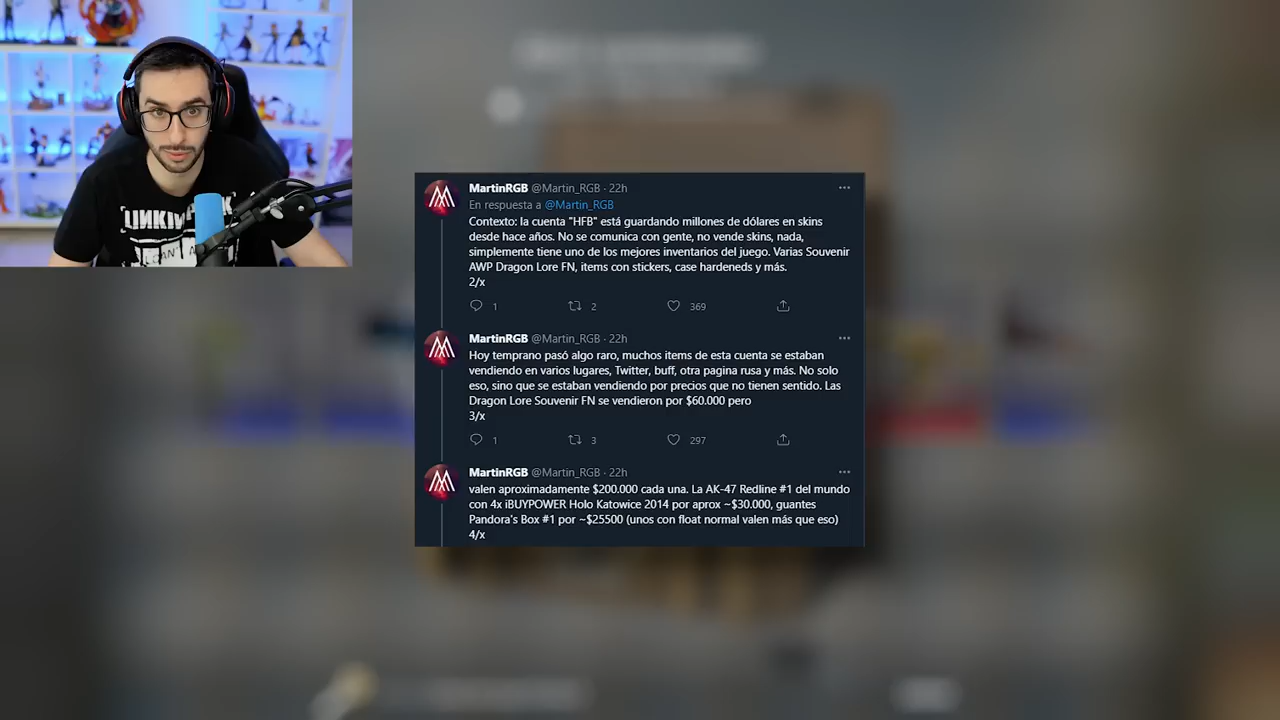 LINKIN PARK
MartinRGB @Martin_RGB · 22h
En respuesta a @Martin_RGB
Contexto: la cuenta "HFB" está guardando millones de dólares en skins
desde hace años. No se comunica con gente, no vende skins, nada,
simplemente tiene uno de los mejores inventarios del juego. Varias Souvenir
AWP Dragon Lore FN, items con stickers, case hardeneds y más.
2/x
1 2 369
MartinRGB @Martin_RGB · 22h
Hoy temprano pasó algo raro, muchos items de esta cuenta se estaban
vendiendo en varios lugares, Twitter, buff, otra pagina rusa y más. No solo
eso, sino que se estaban vendiendo por precios que no tienen sentido. Las
Dragon Lore Souvenir FN se vendieron por $60.000 pero
3/x
1 3 297
MartinRGB @Martin_RGB · 22h
valen aproximadamente $200.000 cada una. La AK-47 Redline #1 del mundo
con 4x iBUYPOWER Holo Katowice 2014 por aprox ~$30.000, guantes
Pandora's Box #1 por ~$25500 (unos con float normal valen más que eso)
4/x